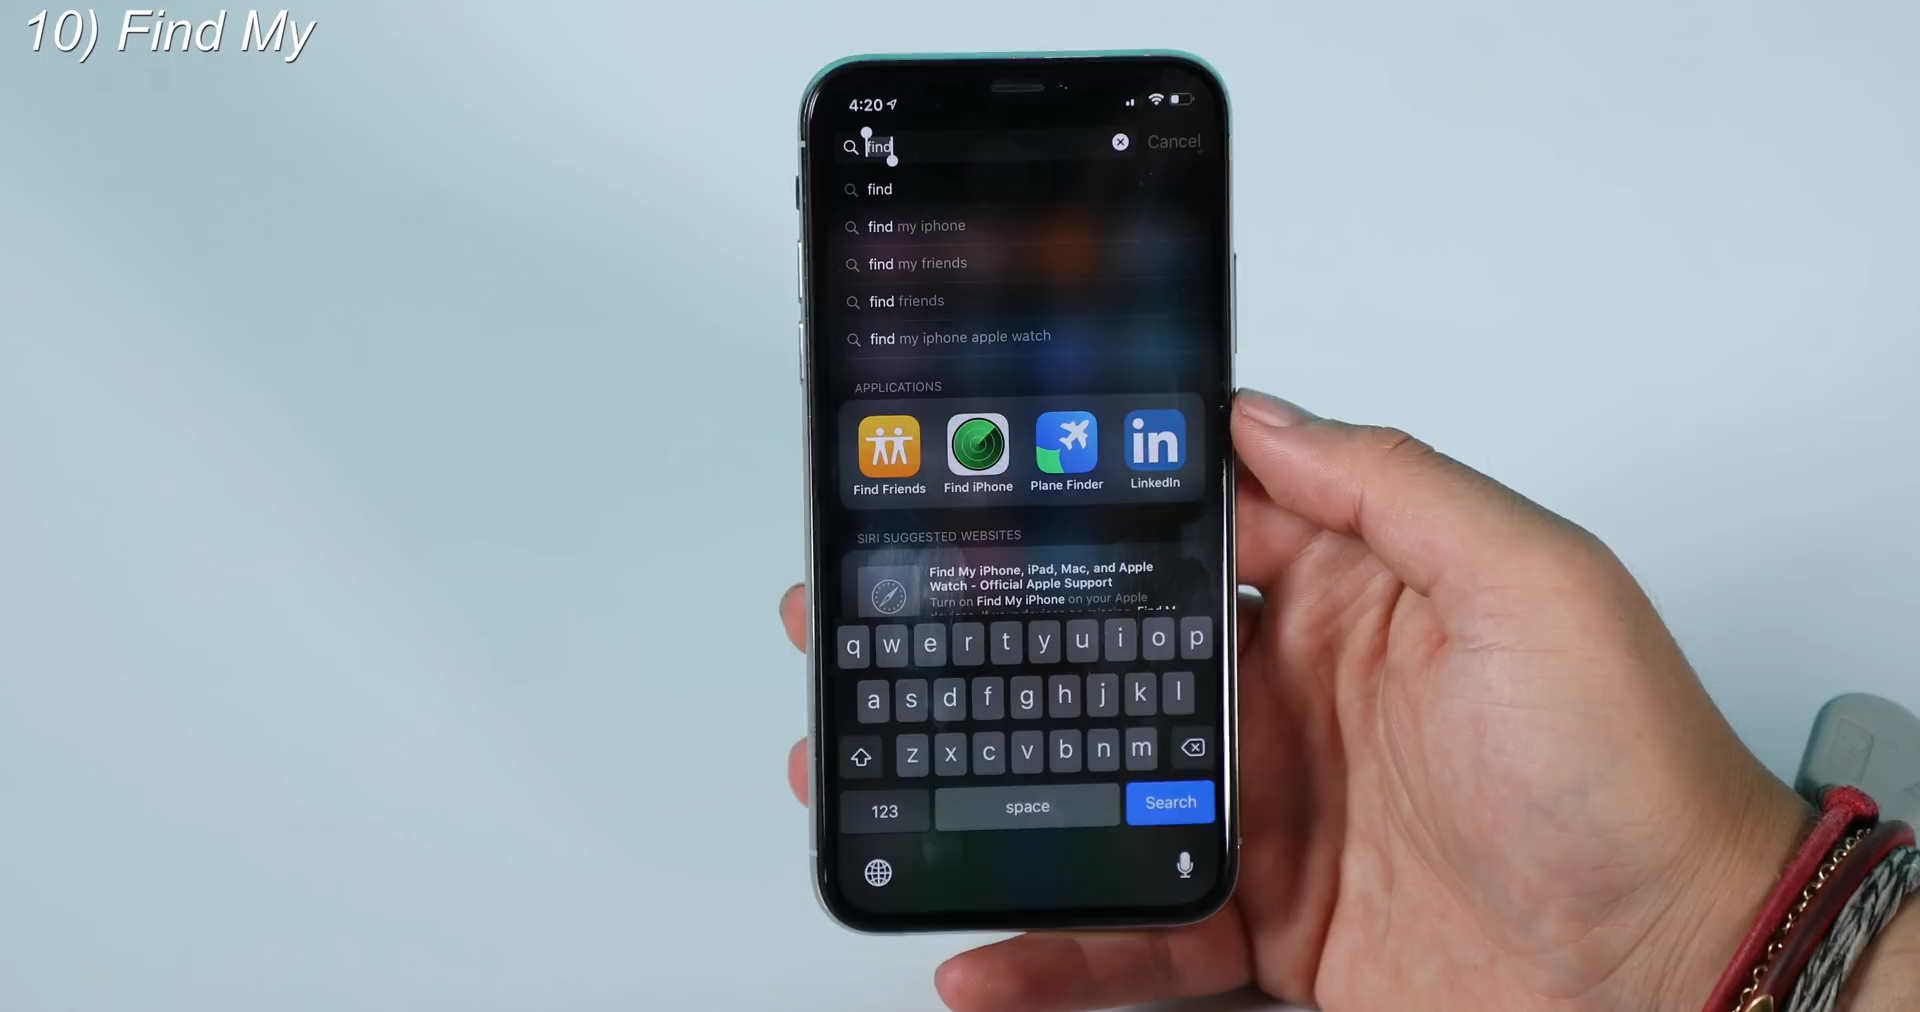 10) Find My
4:20
find
Cancel
find
find my iphone
find my friends
find friends
find my iphone apple watch
APPLICATIONS
in
Find Friends
Find iPhone
Plane Finder
LinkedIn
SIRI SUGGESTED WEBSITES
Find My iPhone, iPad, Mac, and Apple
Watch - Official Apple Support
Turn on Find My iPhone on your Apple
q w e r t y u i o p
a s d f g h j k l
z x c v b n m
123
space
Search